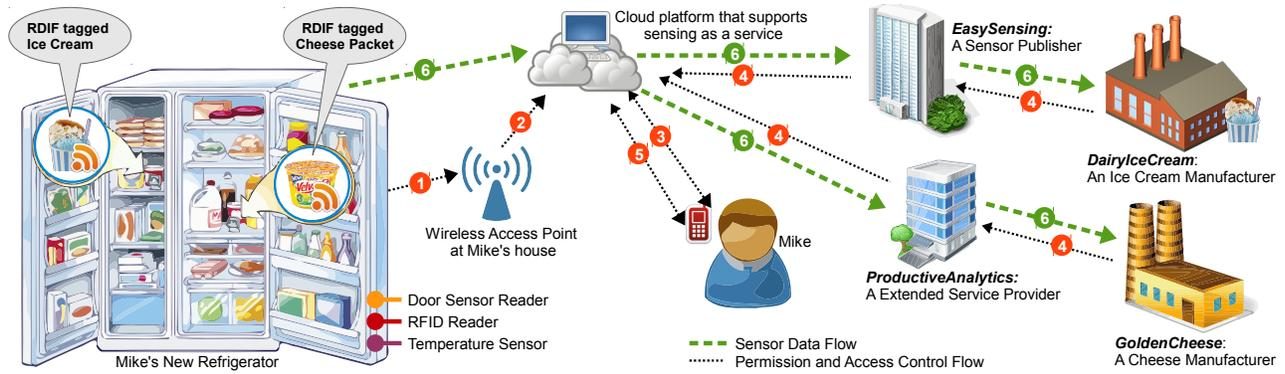 RDIF tagged
Ice Cream
RDIF tagged
Cheese Packet
Cloud platform that supports
sensing as a service
EasySensing:
A Sensor Publisher
6
6
4
6
4
2
3
5
4
6
1
Wireless Access Point
at Mike's house
Mike
DairyIceCream:
An Ice Cream Manufacturer
6
4
ProductiveAnalytics:
A Extended Service Provider
Door Sensor Reader
RFID Reader
Temperature Sensor
Mike's New Refrigerator
Sensor Data Flow
Permission and Access Control Flow
GoldenCheese:
A Cheese Manufacturer